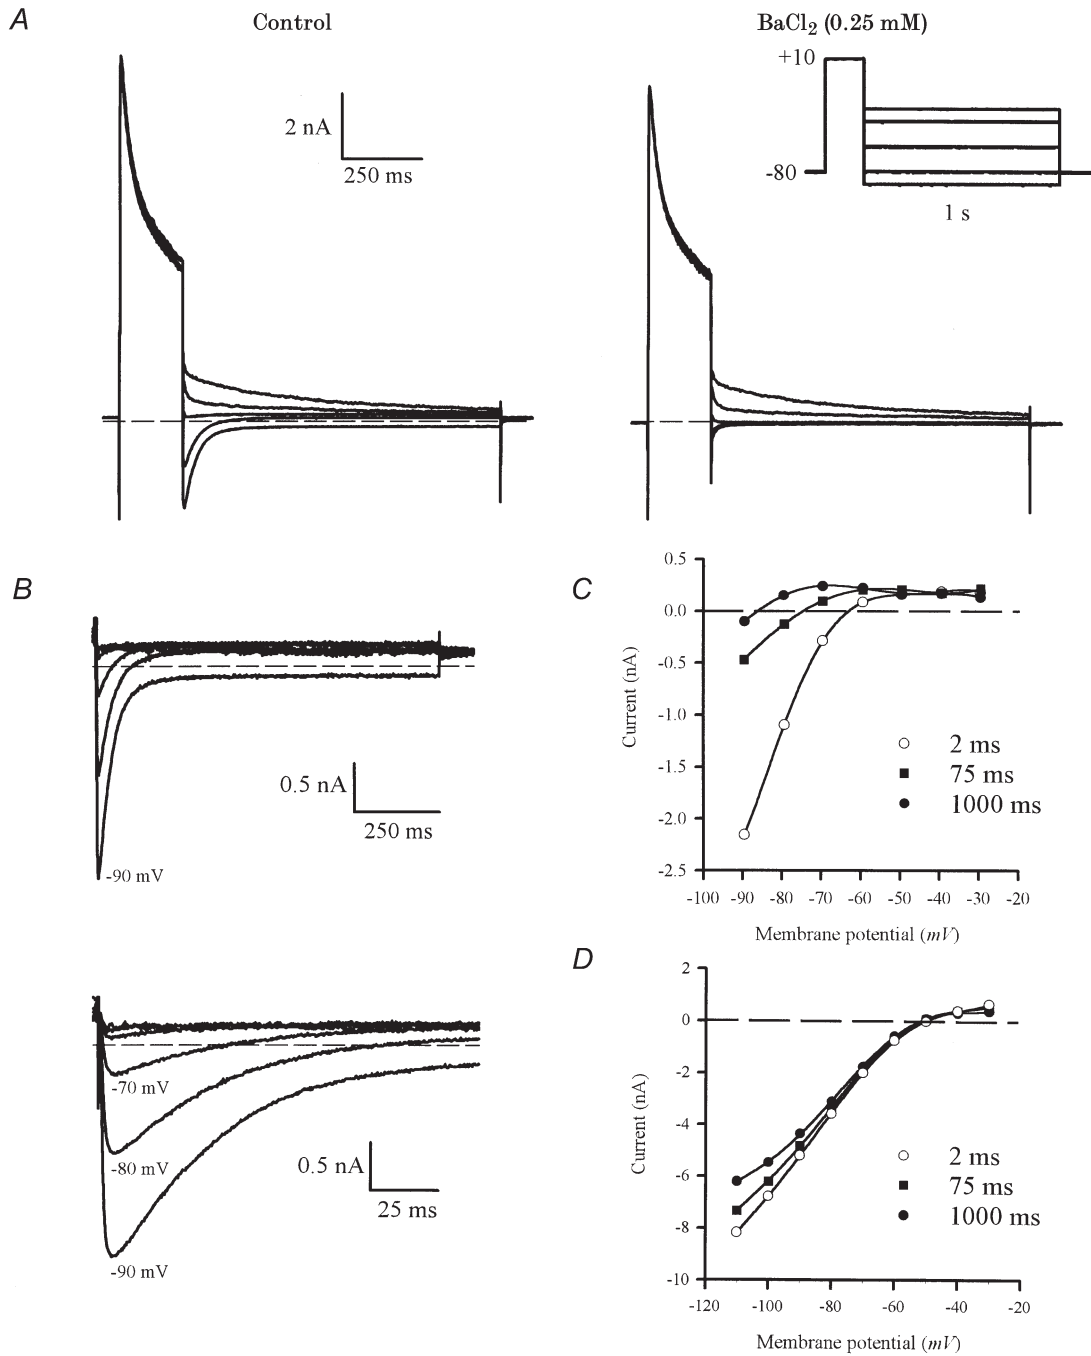 A
Control
BaCl2 (0.25 mM)
+10
-80
1 s
2 nA
250 ms
B
0.5 nA
250 ms
-90 mV
-70 mV
-80 mV
-90 mV
0.5 nA
25 ms
C
0.5
0.0
-0.5
-1.0
-1.5
-2.0
-2.5
Current (nA)
2 ms
75 ms
1000 ms
-100 -90 -80 -70 -60 -50 -40 -30 -20
Membrane potential (mV)
D
2
0
-2
-4
-6
-8
-10
Current (nA)
2 ms
75 ms
1000 ms
-120 -100 -80 -60 -40 -20
Membrane potential (mV)